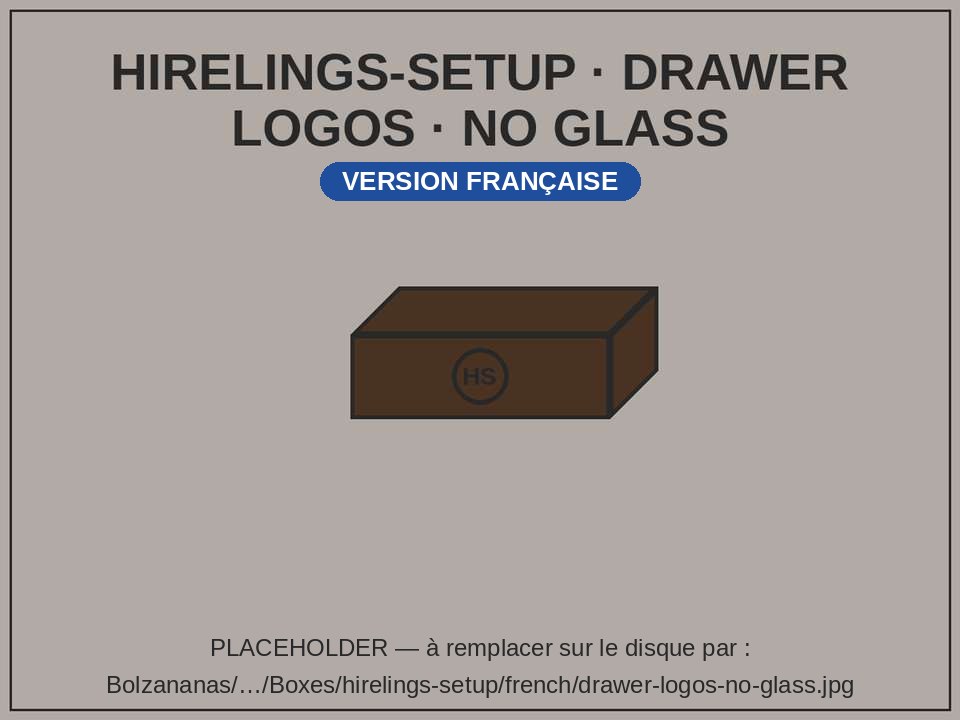 HIRELINGS-SETUP · DRAWER
LOGOS · NO GLASS
VERSION FRANÇAISE
HS
PLACEHOLDER — à remplacer sur le disque par :
Bolzananas/…/Boxes/hirelings-setup/french/drawer-logos-no-glass.jpg